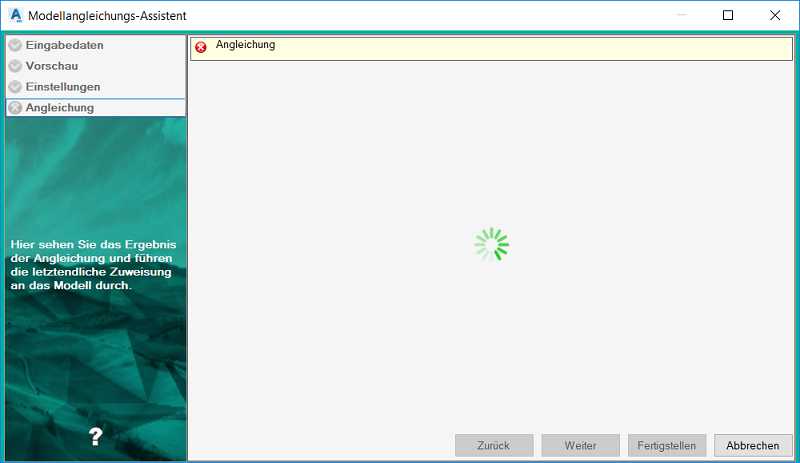 Modellangleichungs-Assistent
Eingabedaten
Vorschau
Einstellungen
Angleichung
Hier sehen Sie das Ergebnis
der Angleichung und führen
die letztendliche Zuweisung
an das Modell durch.
?
Angleichung
Zurück
Weiter
Fertigstellen
Abbrechen